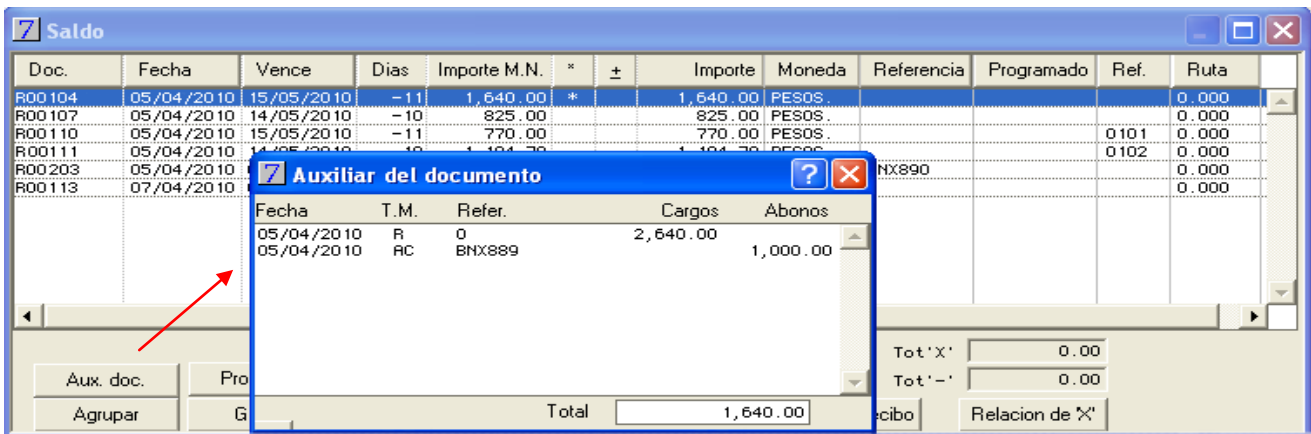 Saldo
Doc. Fecha Vence Dias Importe M.N. * ± Importe Moneda Referencia Programado Ref. Ruta
R00104 05/04/2010 15/05/2010 -11 1,640.00 * 1,640.00 PESOS. 0.000
R00107 05/04/2010 14/05/2010 -10 825.00 825.00 PESOS. 0.000
R00110 05/04/2010 15/05/2010 -11 770.00 770.00 PESOS. 0101 0.000
R00111 05/04/2010 0102 0.000
R00203 05/04/2010 NX890 0.000
R00113 07/04/2010 0.000
Auxiliar del documento
Fecha T.M. Refer. Cargos Abonos
05/04/2010 R 0 2,640.00
05/04/2010 AC BNX889 1,000.00
Total 1,640.00
Tot'X' 0.00
Aux. doc. Pro Tot'-' 0.00
Agrupar G ecibo Relacion de 'X'